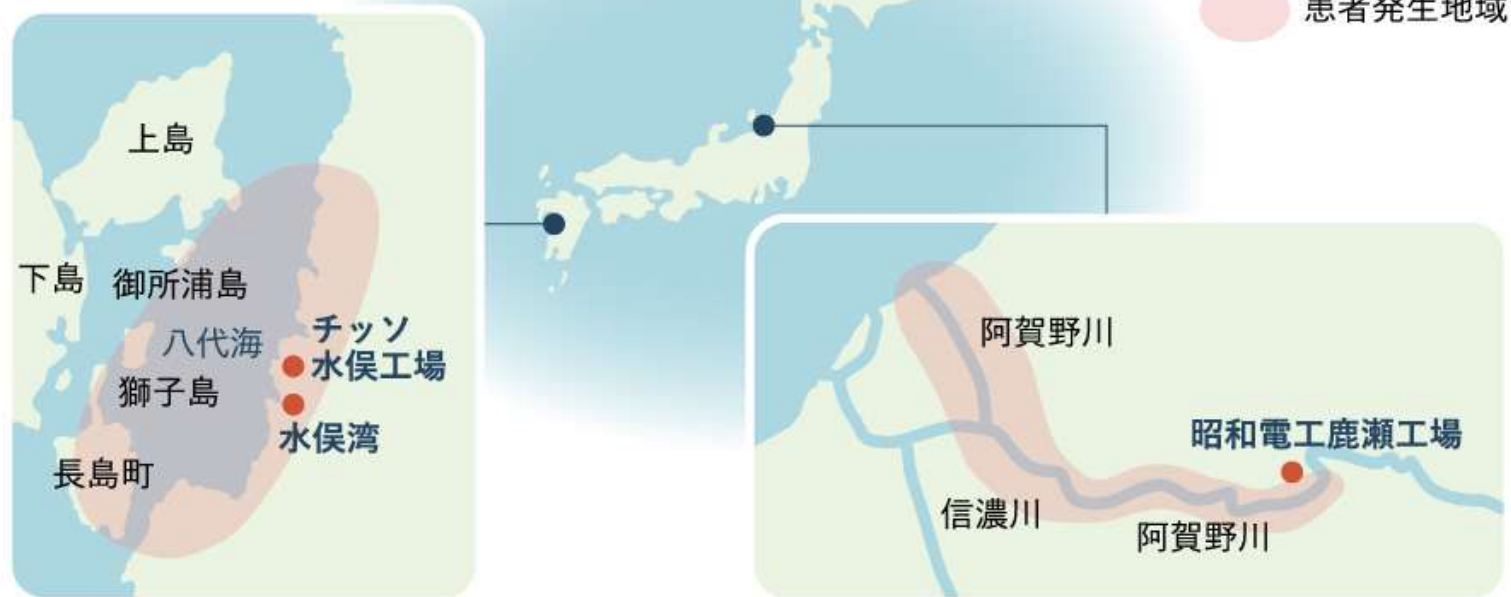 患者発生地域
上島
下島
御所浦島
八代海
チッソ
水俣工場
獅子島
水俣湾
長島町
阿賀野川
昭和電工鹿瀬工場
信濃川
阿賀野川